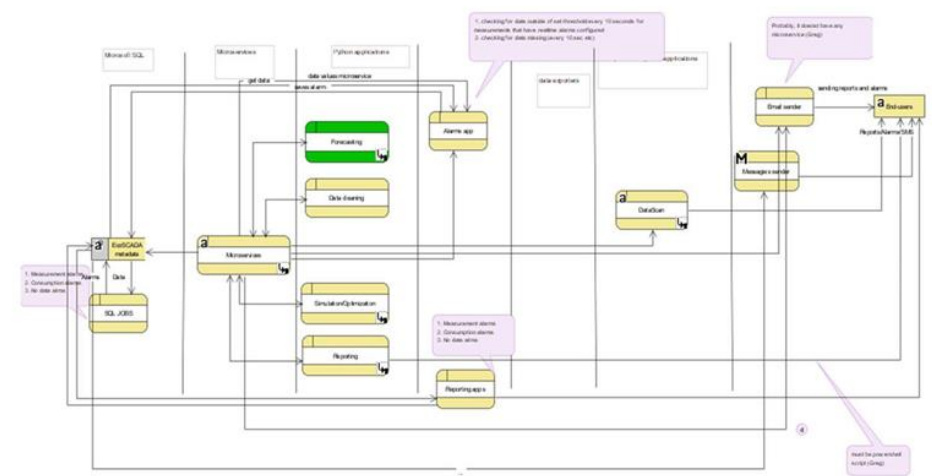 1. checking for data outside of set threshold every 10 seconds for
measurements that have realtime alarms configured
2. checking for data missing (every 10 sec etc)
Probably, it doesnt have any
microservice (Greg)
Microsoft SQL
Microservices
Python applications
applications
data exporters
get data
data values microservice
saves alarm
sending reports and alarms
Email sender
a
End-users
Alarms app
Reports/Alarms/SMS
Forecasting
M
Messages sender
Data cleaning
a
DataScan
a
EcoSCADA
metadata
a
Microservices
Alarms
Data
1. Measurement alarms
2. Consumption alarms
3. No data alarms
SQL JOBS
Simulation/Optimization
1. Measurement alarms
2. Consumption alarms
3. No data alarms
Reporting
Reporting apps
must be powershell
script (Greg)